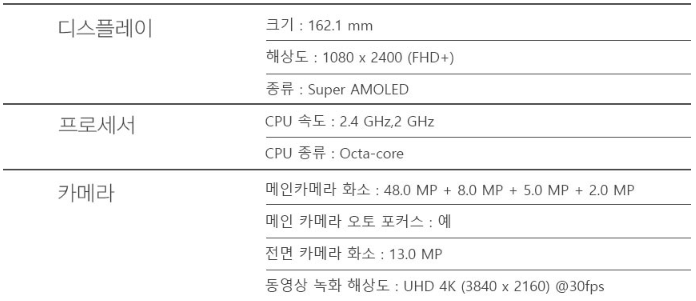 디스플레이
크기 : 162.1 mm
해상도 : 1080 x 2400 (FHD+)
종류 : Super AMOLED
프로세서
CPU 속도 : 2.4 GHz,2 GHz
CPU 종류 : Octa-core
카메라
메인카메라 화소 : 48.0 MP + 8.0 MP + 5.0 MP + 2.0 MP
메인 카메라 오토 포커스 : 예
전면 카메라 화소 : 13.0 MP
동영상 녹화 해상도 : UHD 4K (3840 x 2160) @30fps